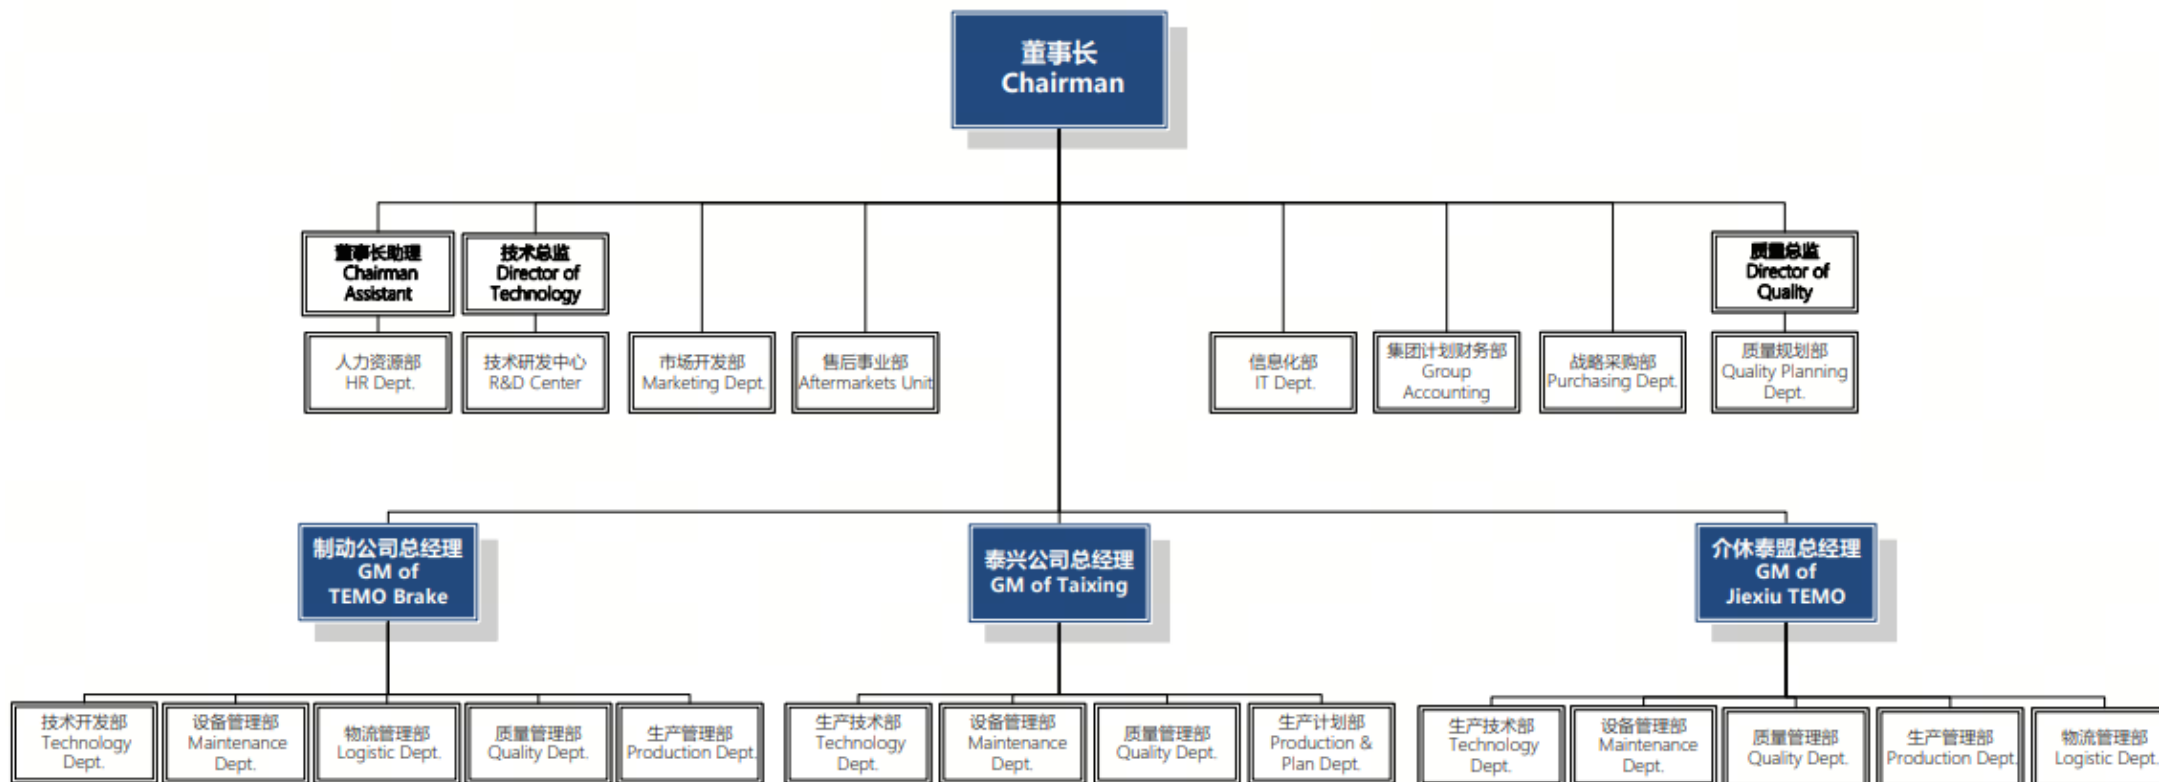 董事长
Chairman
董事长助理
Chairman
Assistant
技术总监
Director of
Technology
质量总监
Director of
Quality
人力资源部
HR Dept.
技术研发中心
R&D Center
市场开发部
Marketing Dept.
售后事业部
Aftermarkets Unit
信息化部
IT Dept.
集团计划财务部
Group
Accounting
战略采购部
Purchasing Dept.
质量规划部
Quality Planning
Dept.
制动公司总经理
GM of
TEMO Brake
泰兴公司总经理
GM of Taixing
介休泰盟总经理
GM of
Jiexiu TEMO
技术开发部
Technology
Dept.
设备管理部
Maintenance
Dept.
物流管理部
Logistic Dept.
质量管理部
Quality Dept.
生产管理部
Production Dept.
生产技术部
Technology
Dept.
设备管理部
Maintenance
Dept.
质量管理部
Quality Dept.
生产计划部
Production &
Plan Dept.
生产技术部
Technology
Dept.
设备管理部
Maintenance
Dept.
质量管理部
Quality Dept.
生产管理部
Production Dept.
物流管理部
Logistic Dept.